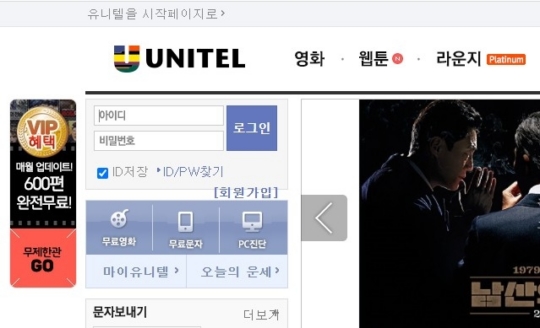 유니텔을 시작페이지로 >
UNITEL
영화 · 웹툰 N · 라운지 Platinum
VIP
혜택
매월 업데이트!
600편
완전무료!
무제한관
GO
아이디
비밀번호
로그인
ID저장 ID/PW찾기
[회원가입]
무료영화 무료문자 PC진단
마이유니텔 > 오늘의 운세 >
문자보내기 더보기
1979
남산의
2